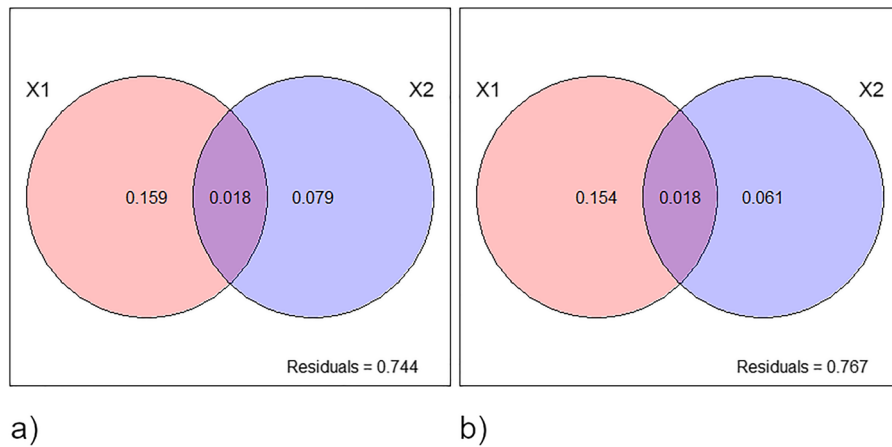 X1
X2
0.159
0.018
0.079
Residuals = 0.744
a)
X1
X2
0.154
0.018
0.061
Residuals = 0.767
b)